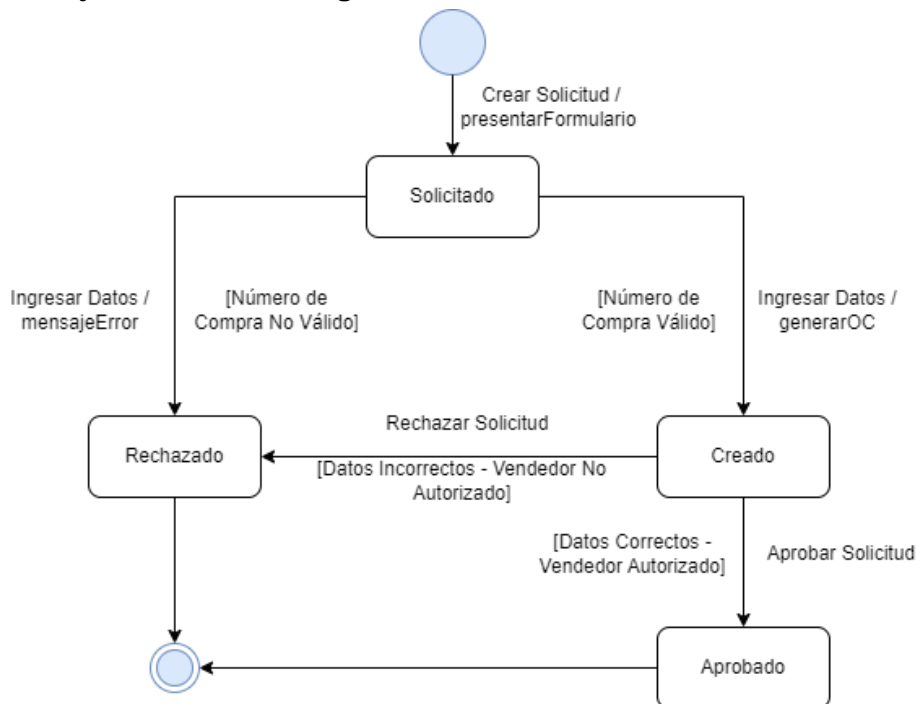 Crear Solicitud /
presentarFormulario
Solicitado
Ingresar Datos /
mensajeError
[Número de
Compra No Válido]
[Número de
Compra Válido]
Ingresar Datos /
generarOC
Rechazar Solicitud
Rechazado
Creado
[Datos Incorrectos - Vendedor No
Autorizado]
[Datos Correctos -
Vendedor Autorizado]
Aprobar Solicitud
Aprobado